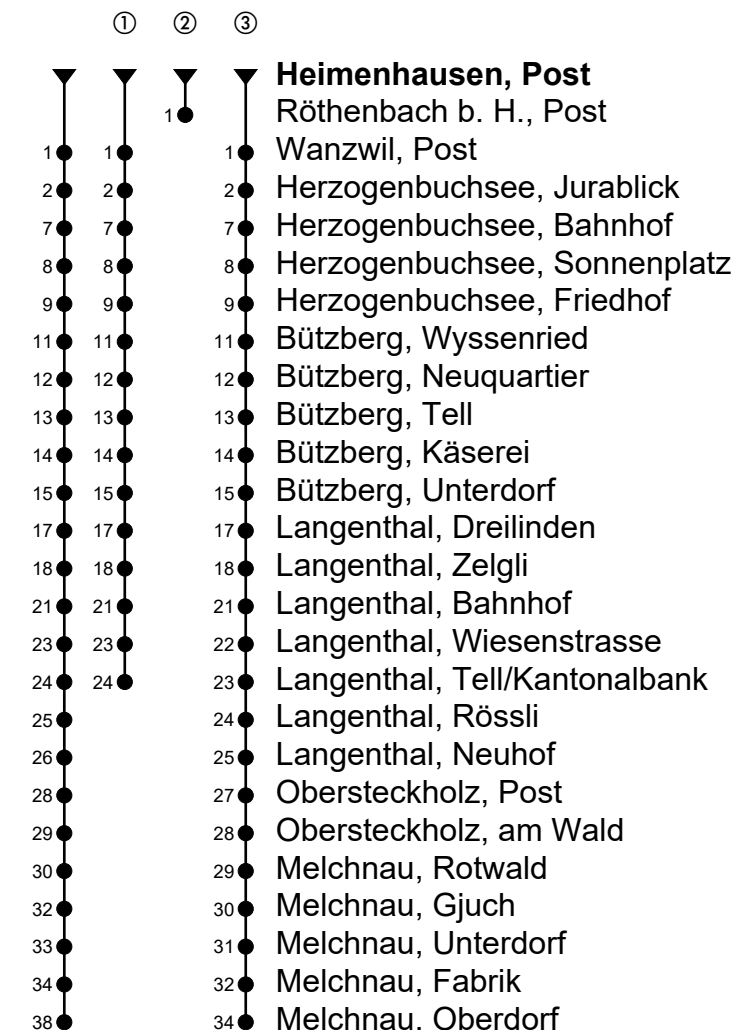 ① ② ③
Heimenhausen, Post
1 Röthenbach b. H., Post
1 1 1 Wanzwil, Post
2 2 2 Herzogenbuchsee, Jurablick
7 7 7 Herzogenbuchsee, Bahnhof
8 8 8 Herzogenbuchsee, Sonnenplatz
9 9 9 Herzogenbuchsee, Friedhof
11 11 11 Bützberg, Wyssenried
12 12 12 Bützberg, Neuquartier
13 13 13 Bützberg, Tell
14 14 14 Bützberg, Käserei
15 15 15 Bützberg, Unterdorf
17 17 17 Langenthal, Dreilinden
18 18 18 Langenthal, Zelgli
21 21 21 Langenthal, Bahnhof
23 23 22 Langenthal, Wiesenstrasse
24 24 23 Langenthal, Tell/Kantonalbank
25 24 Langenthal, Rössli
26 25 Langenthal, Neuhof
28 27 Obersteckholz, Post
29 28 Obersteckholz, am Wald
30 29 Melchnau, Rotwald
32 30 Melchnau, Gjuch
33 31 Melchnau, Unterdorf
34 32 Melchnau, Fabrik
38 34 Melchnau, Oberdorf